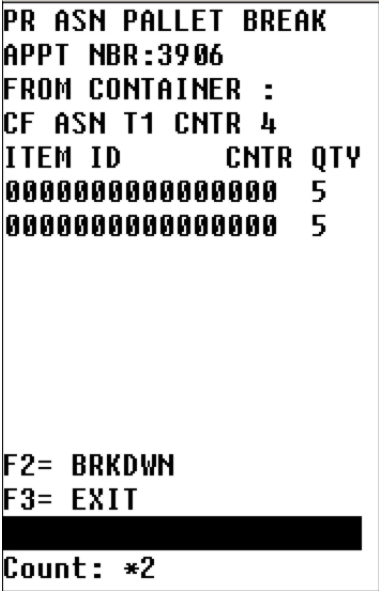 PR ASN PALLET BREAK
APPT NBR:3906
FROM CONTAINER :
CF ASN T1 CNTR 4
ITEM ID CNTR QTY
0000000000000000 5
0000000000000000 5
F2= BRKDWN
F3= EXIT
Count: *2